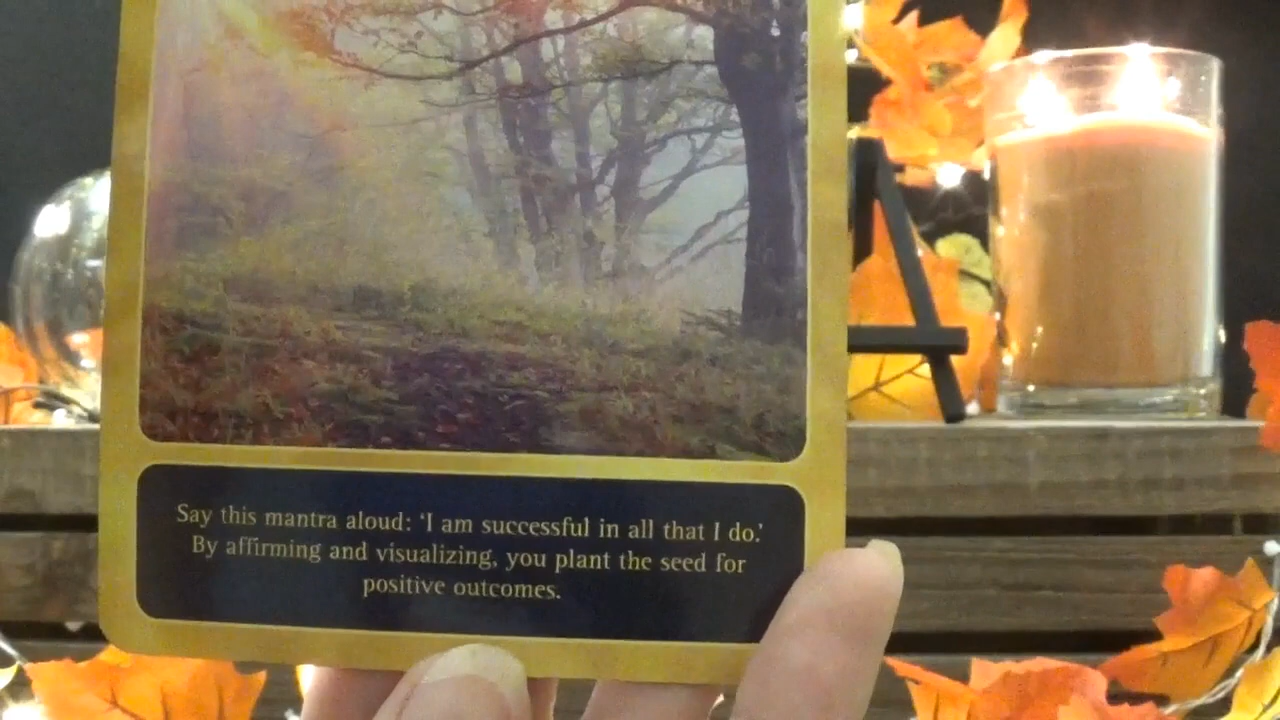 Say this mantra aloud: ‘I am successful in all that I do.’
By affirming and visualizing, you plant the seed for
positive outcomes.